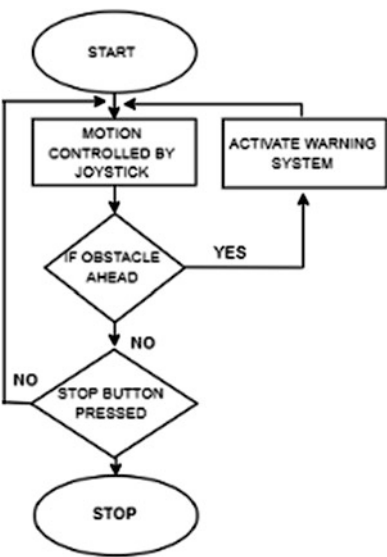 START
MOTION
CONTROLLED BY
JOYSTICK
ACTIVATE WARNING
SYSTEM
IF OBSTACLE
AHEAD
YES
NO
NO
STOP BUTTON
PRESSED
STOP